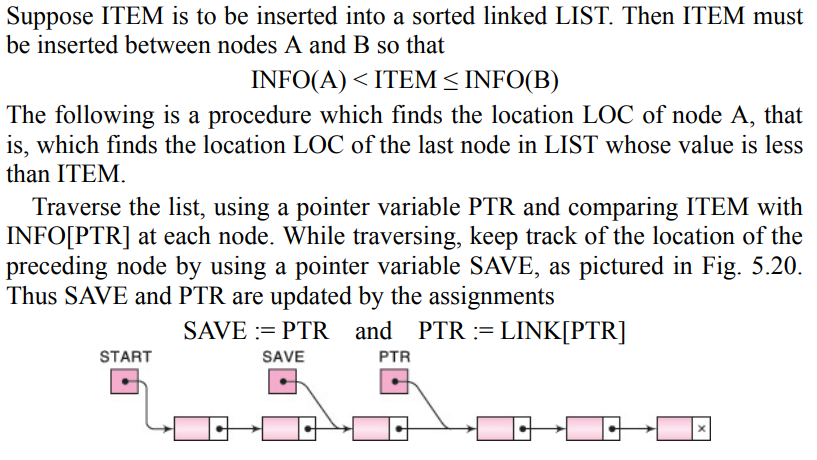 Suppose ITEM is to be inserted into a sorted linked LIST. Then ITEM must
be inserted between nodes A and B so that
INFO(A) < ITEM ≤ INFO(B)
The following is a procedure which finds the location LOC of node A, that
is, which finds the location LOC of the last node in LIST whose value is less
than ITEM.
Traverse the list, using a pointer variable PTR and comparing ITEM with
INFO[PTR] at each node. While traversing, keep track of the location of the
preceding node by using a pointer variable SAVE, as pictured in Fig. 5.20.
Thus SAVE and PTR are updated by the assignments
SAVE := PTR and PTR := LINK[PTR]
START SAVE PTR
×